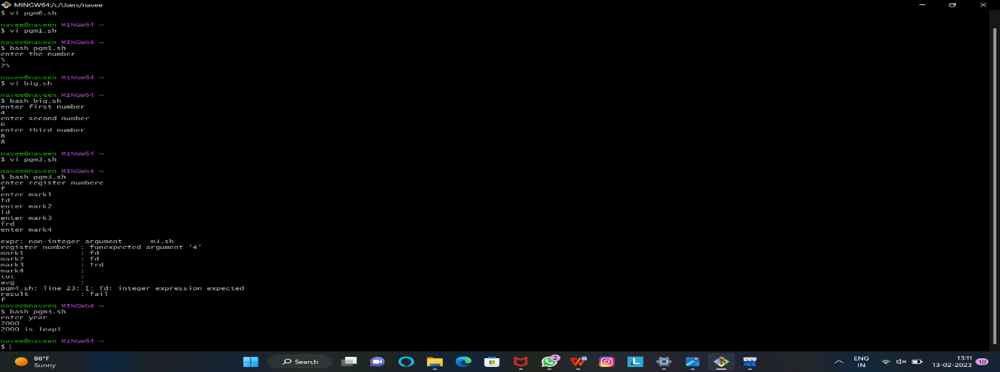 MINGW64:/c/Users/navee
$ vi pgm6.sh
navee@naveen MINGW64 ~
$ vi pgm1.sh
navee@naveen MINGW64 ~
$ bash pgm1.sh
enter the number
5
25
navee@naveen MINGW64 ~
$ vi big.sh
navee@naveen MINGW64 ~
$ bash big.sh
enter first number
4
enter second number
6
enter third number
8
8
navee@naveen MINGW64 ~
$ vi pgm3.sh
navee@naveen MINGW64 ~
$ bash pgm3.sh
enter register numbere
f
enter mark1
fd
enter mark2
fd
enter mark3
frd
enter mark4
expr: non-integer argument m3.sh
register number : funexpected argument '4'
mark1 : fd
mark2 : fd
mark3 : frd
mark4 :
tot :
avg :
pgm4.sh: line 23: [: fd: integer expression expected
result : fail
f
navee@naveen MINGW64 ~
$ bash pgm3.sh
enter year
2000
2000 is leap!
navee@naveen MINGW64 ~
$
88°F
Sunny
Search
2
L
DEV
ENG
IN
13:11
13-02-2023
10